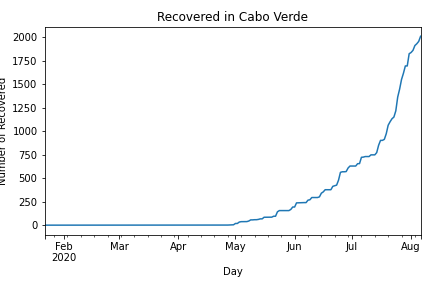 Recovered in Cabo Verde
Number of Recovered
2000
1750
1500
1250
1000
750
500
250
0
Feb
2020
Mar
Apr
May
Jun
Jul
Aug
Day